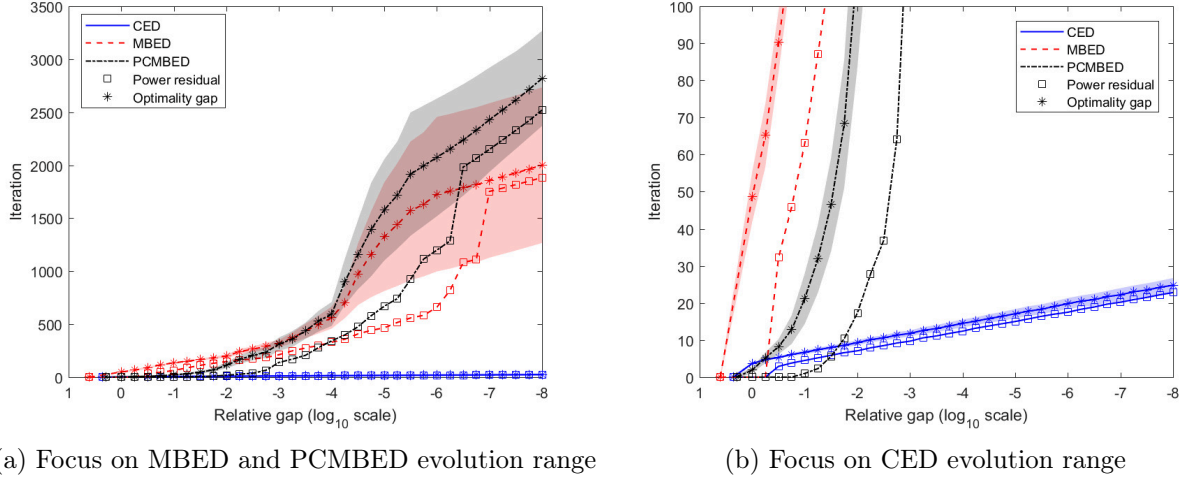 3500
3000
2500
2000
1500
1000
500
0
Iteration
CED
MBED
PCMBED
Power residual
Optimality gap
1 0 -1 -2 -3 -4 -5 -6 -7 -8
Relative gap (log10 scale)
a) Focus on MBED and PCMBED evolution range
100
90
80
70
60
50
40
30
20
10
0
Iteration
CED
MBED
PCMBED
Power residual
Optimality gap
1 0 -1 -2 -3 -4 -5 -6 -7 -8
Relative gap (log10 scale)
(b) Focus on CED evolution range